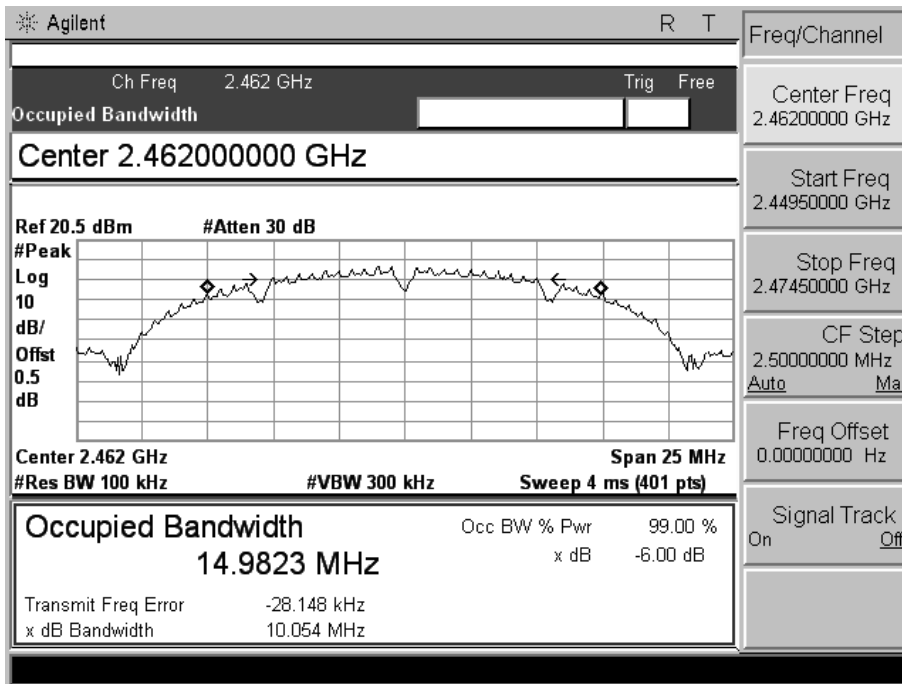 Agilent R T
Ch Freq 2.462 GHz Trig Free
Occupied Bandwidth
Center 2.462000000 GHz
Ref 20.5 dBm #Atten 30 dB
#Peak
Log
10
dB/
Offst
0.5
dB
Center 2.462 GHz Span 25 MHz
#Res BW 100 kHz #VBW 300 kHz Sweep 4 ms (401 pts)
Occupied Bandwidth
14.9823 MHz
Occ BW % Pwr 99.00 %
x dB -6.00 dB
Transmit Freq Error -28.148 kHz
x dB Bandwidth 10.054 MHz
Freq/Channel
Center Freq
2.46200000 GHz
Start Freq
2.44950000 GHz
Stop Freq
2.47450000 GHz
CF Step
2.50000000 MHz
Auto Ma
Freq Offset
0.00000000 Hz
Signal Track
On Off